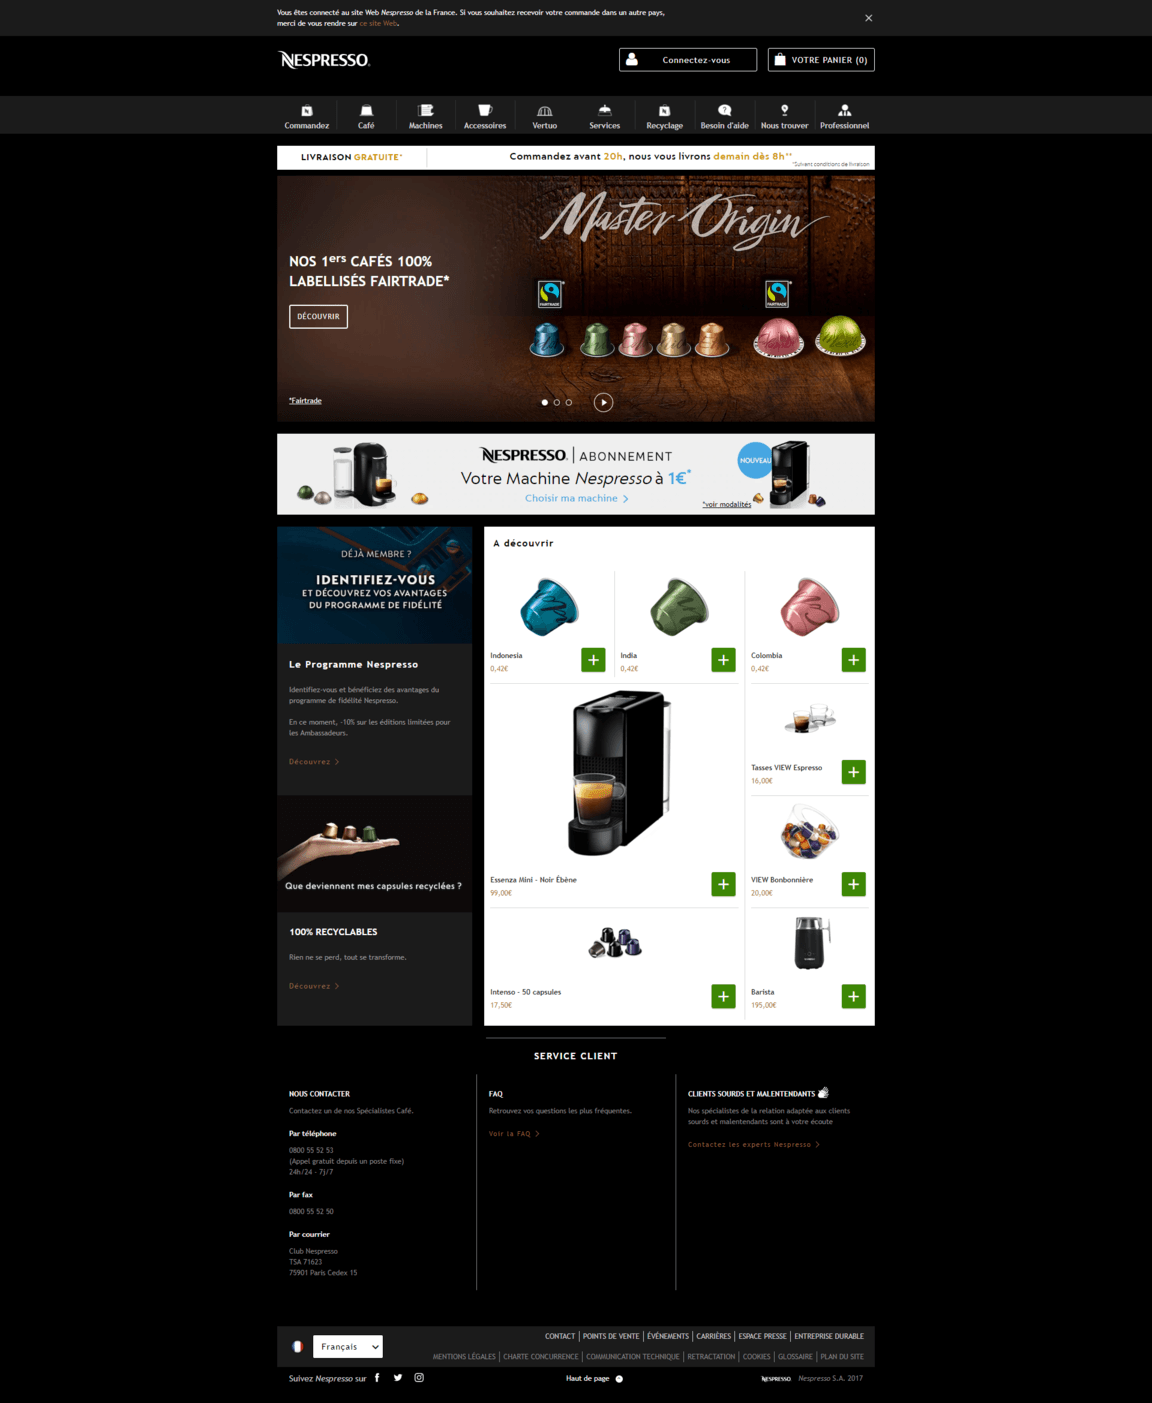 Vous êtes connecté au site Web Nespresso de la France. Si vous souhaitez recevoir votre commande dans un autre pays,
merci de vous rendre sur ce site Web.
NESPRESSO.
Connectez-vous
VOTRE PANIER (0)
Commandez
Café
Machines
Accessoires
Vertuo
Services
Recyclage
Besoin d'aide
Nous trouver
Professionnel
LIVRAISON GRATUITE*
Commandez avant 20h, nous vous livrons demain dès 8h**
*Suivant conditions de livraison
Master Origin
NOS 1ers CAFÉS 100%
LABELLISÉS FAIRTRADE*
DÉCOUVRIR
FAIRTRADE
*
FAIRTRADE
*
*Fairtrade
NESPRESSO. | ABONNEMENT
Votre Machine Nespresso à 1€*
Choisir ma machine >
NOUVEAU
*voir modalités
DÉJÀ MEMBRE ?
IDENTIFIEZ-VOUS
ET DÉCOUVREZ VOS AVANTAGES
DU PROGRAMME DE FIDÉLITÉ
Le Programme Nespresso
Identifiez-vous et bénéficiez des avantages du
programme de fidélité Nespresso.
En ce moment, -10% sur les éditions limitées pour
les Ambassadeurs.
Découvrez >
Que deviennent mes capsules recyclées ?
100% RECYCLABLES
Rien ne se perd, tout se transforme.
Découvrez >
A découvrir
Indonesia
0,42€
India
0,42€
Colombia
0,42€
Essenza Mini - Noir Ébène
99,00€
Tasses VIEW Espresso
16,00€
VIEW Bonbonnière
20,00€
Intenso - 50 capsules
17,50€
Barista
195,00€
SERVICE CLIENT
NOUS CONTACTER
Contactez un de nos Spécialistes Café.
Par téléphone
0800 55 52 53
(Appel gratuit depuis un poste fixe)
24h/24 - 7j/7
Par fax
0800 55 52 50
Par courrier
Club Nespresso
TSA 71623
75901 Paris Cedex 15
FAQ
Retrouvez vos questions les plus fréquentes.
Voir la FAQ >
CLIENTS SOURDS ET MALENTENDANTS
Nos spécialistes de la relation adaptée aux clients
sourds et malentendants sont à votre écoute
Contactez les experts Nespresso >
Français
CONTACT | POINTS DE VENTE | ÉVÉNEMENTS | CARRIÈRES | ESPACE PRESSE | ENTREPRISE DURABLE
MENTIONS LÉGALES | CHARTE CONCURRENCE | COMMUNICATION TECHNIQUE | RETRACTATION | COOKIES | GLOSSAIRE | PLAN DU SITE
Suivez Nespresso sur
Haut de page
NESPRESSO
Nespresso S.A. 2017